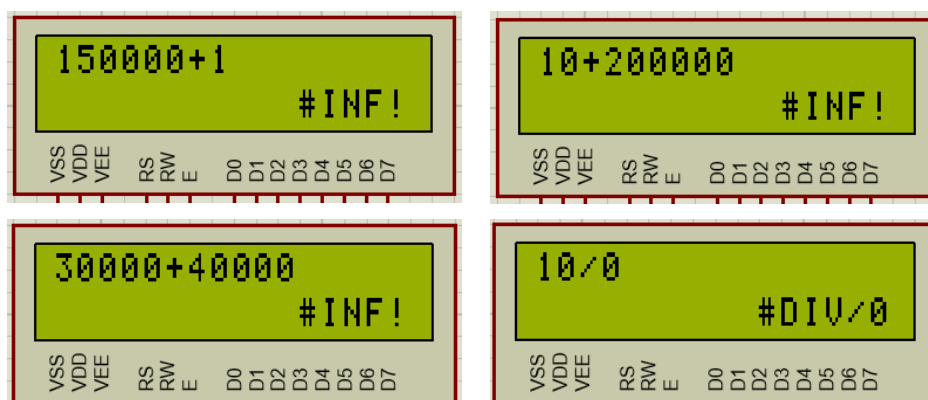 150000+1
#INF!
VSS VDD VEE RS RW E D0 D1 D2 D3 D4 D5 D6 D7
10+200000
#INF!
VSS VDD VEE RS RW E D0 D1 D2 D3 D4 D5 D6 D7
30000+40000
#INF!
VSS VDD VEE RS RW E D0 D1 D2 D3 D4 D5 D6 D7
10/0
#DIV/0
VSS VDD VEE RS RW E D0 D1 D2 D3 D4 D5 D6 D7